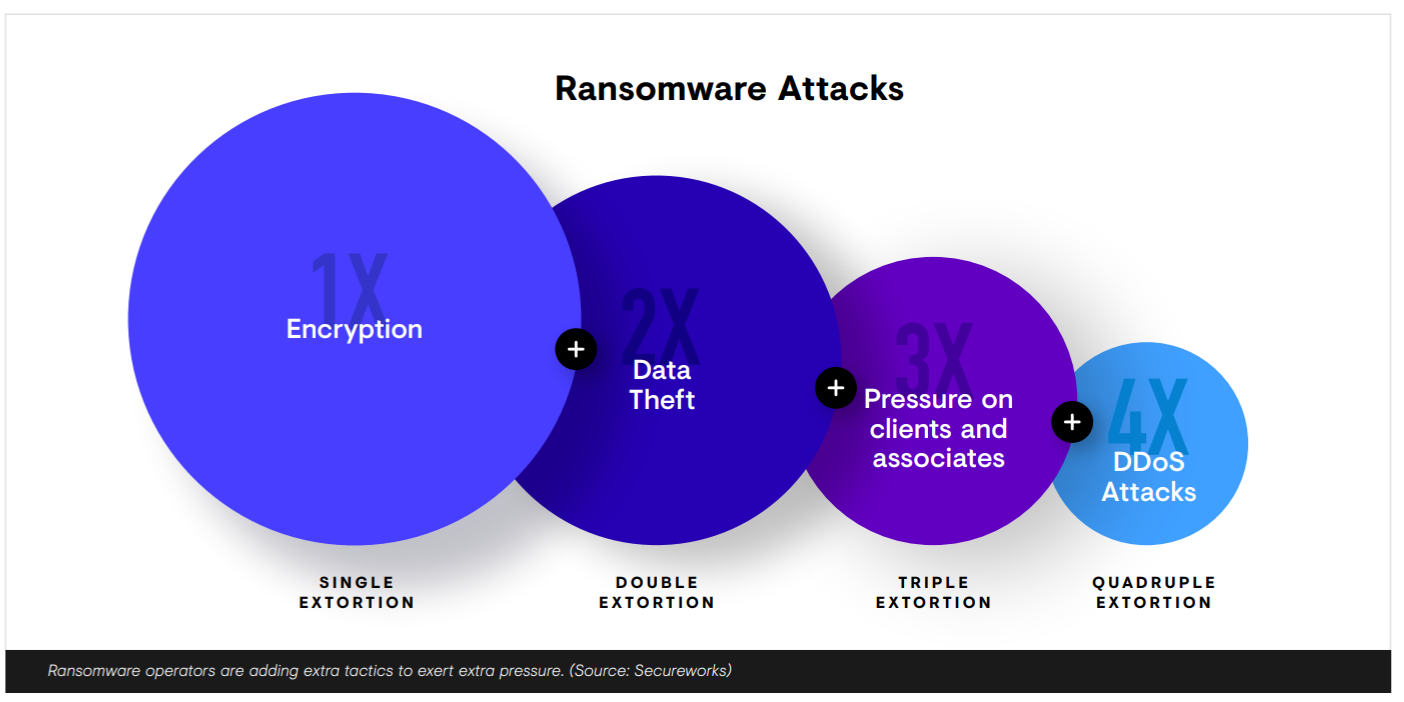 Ransomware Attacks
1X
Encryption
+
2X
Data
Theft
+
3X
Pressure on
clients and
associates
+
4X
DDoS
Attacks
SINGLE
EXTORTION
DOUBLE
EXTORTION
TRIPLE
EXTORTION
QUADRUPLE
EXTORTION
Ransomware operators are adding extra tactics to exert extra pressure. (Source: Secureworks)